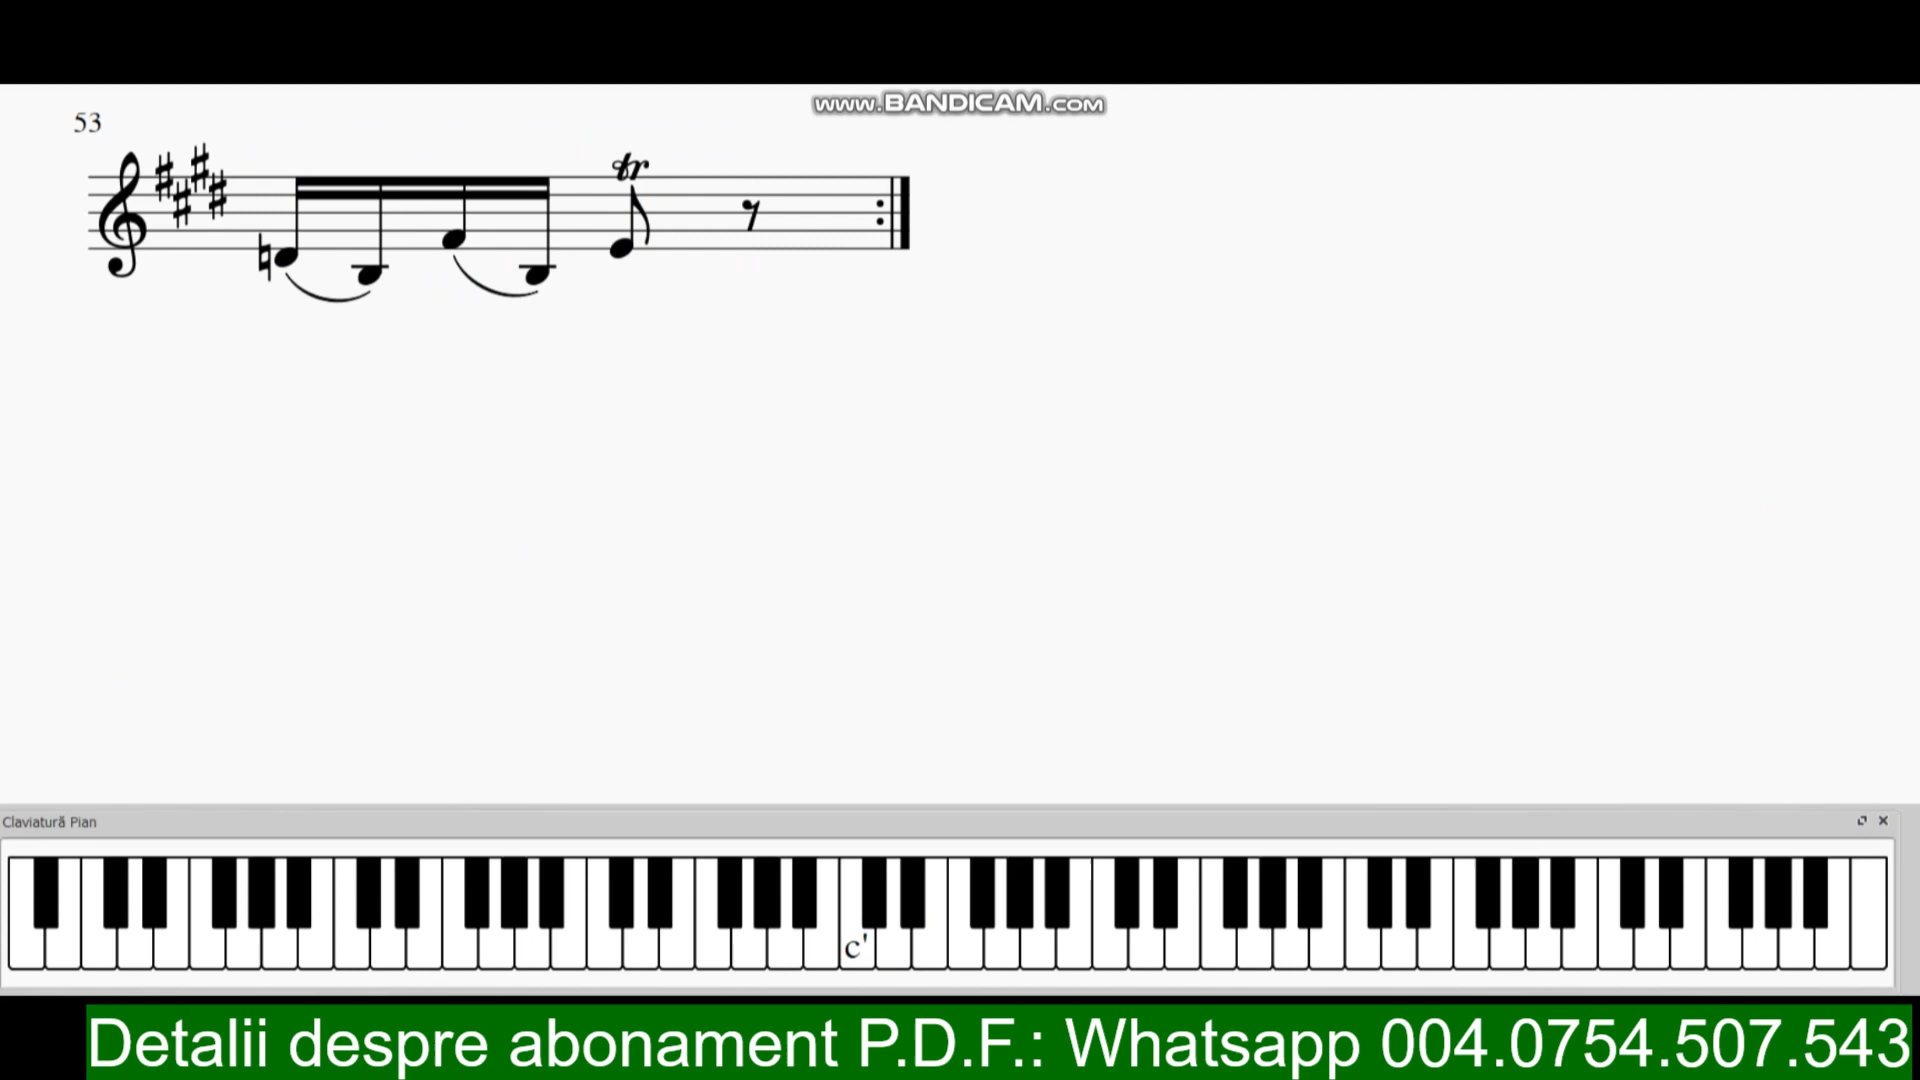 www.BANDICAM.com
53
tr
Claviatură Pian
c'
Detalii despre abonament P.D.F.: Whatsapp 004.0754.507.543